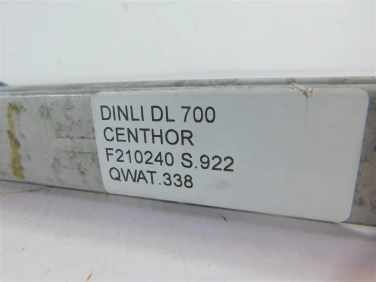 DINLI DL 700
CENTHOR
F210240 S.922
QWAT.338